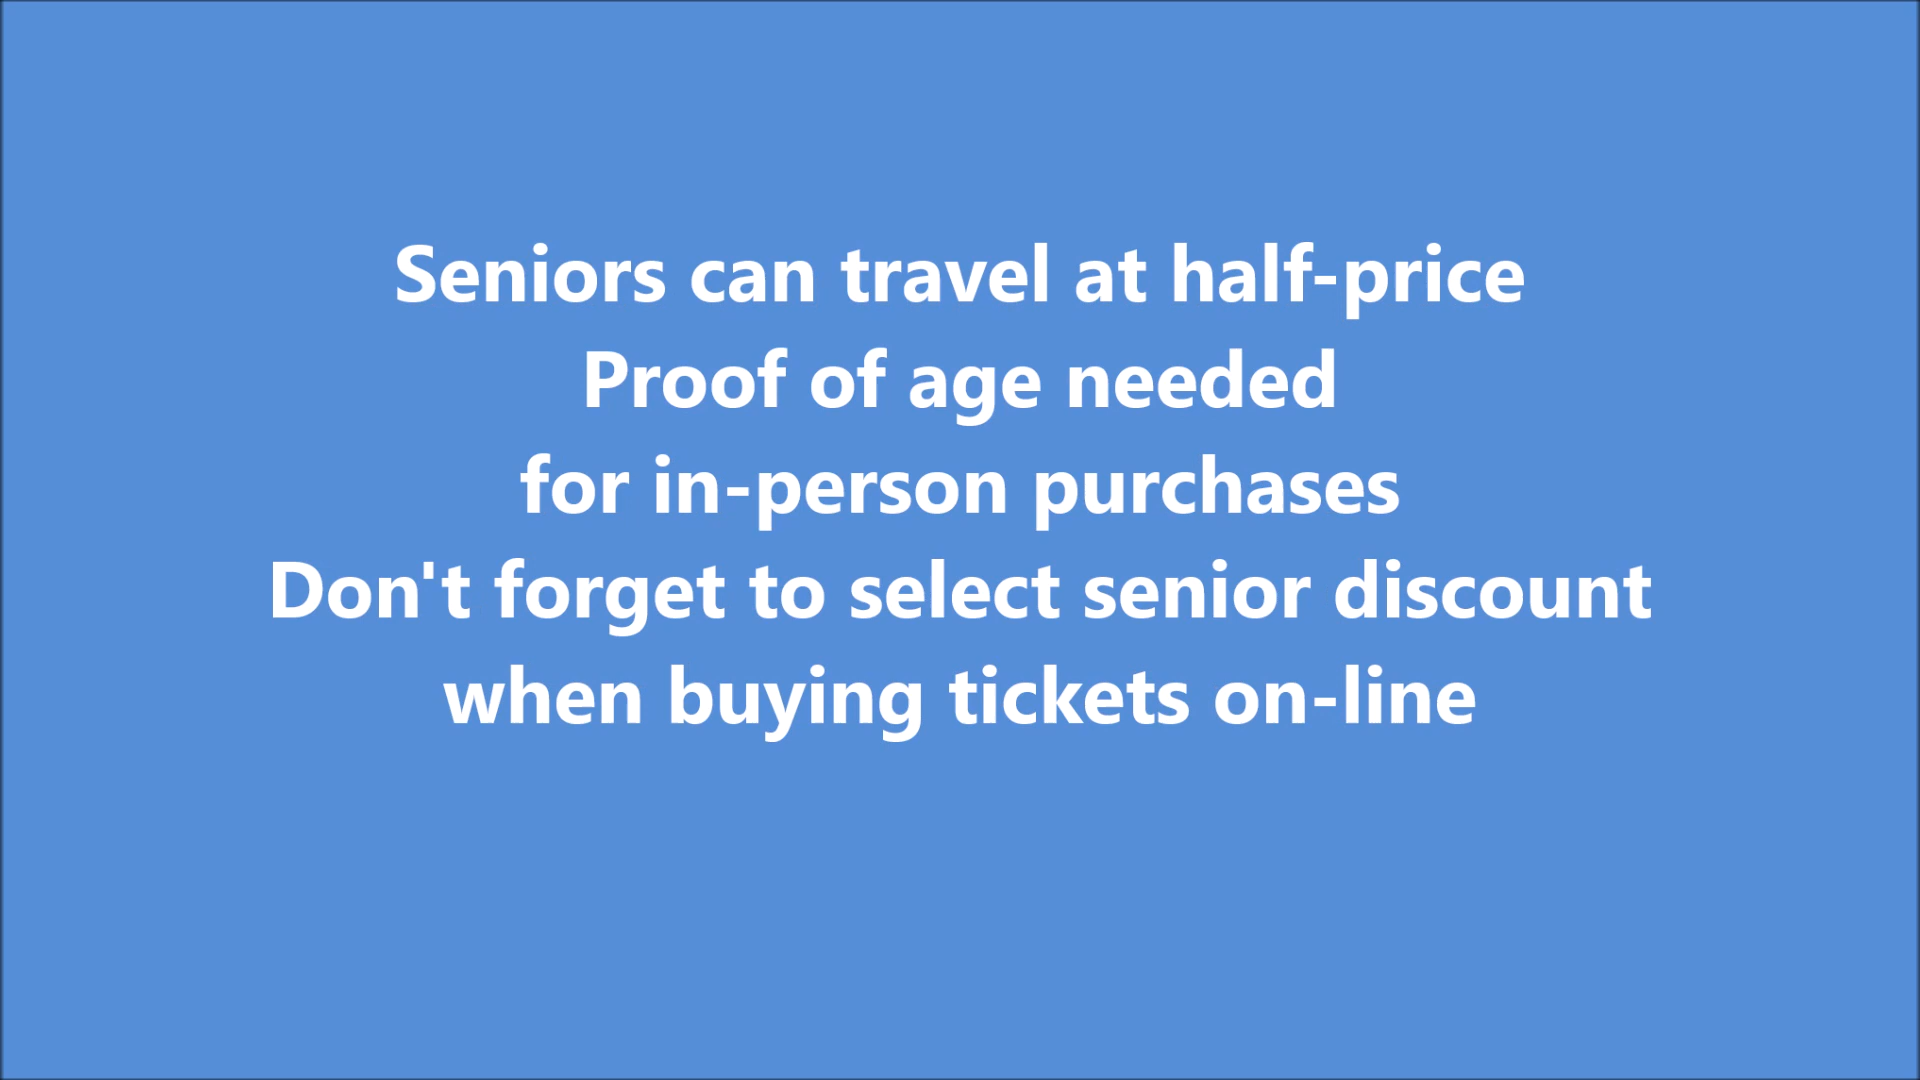 Seniors can travel at half-price
Proof of age needed
for in-person purchases
Don't forget to select senior discount
when buying tickets on-line